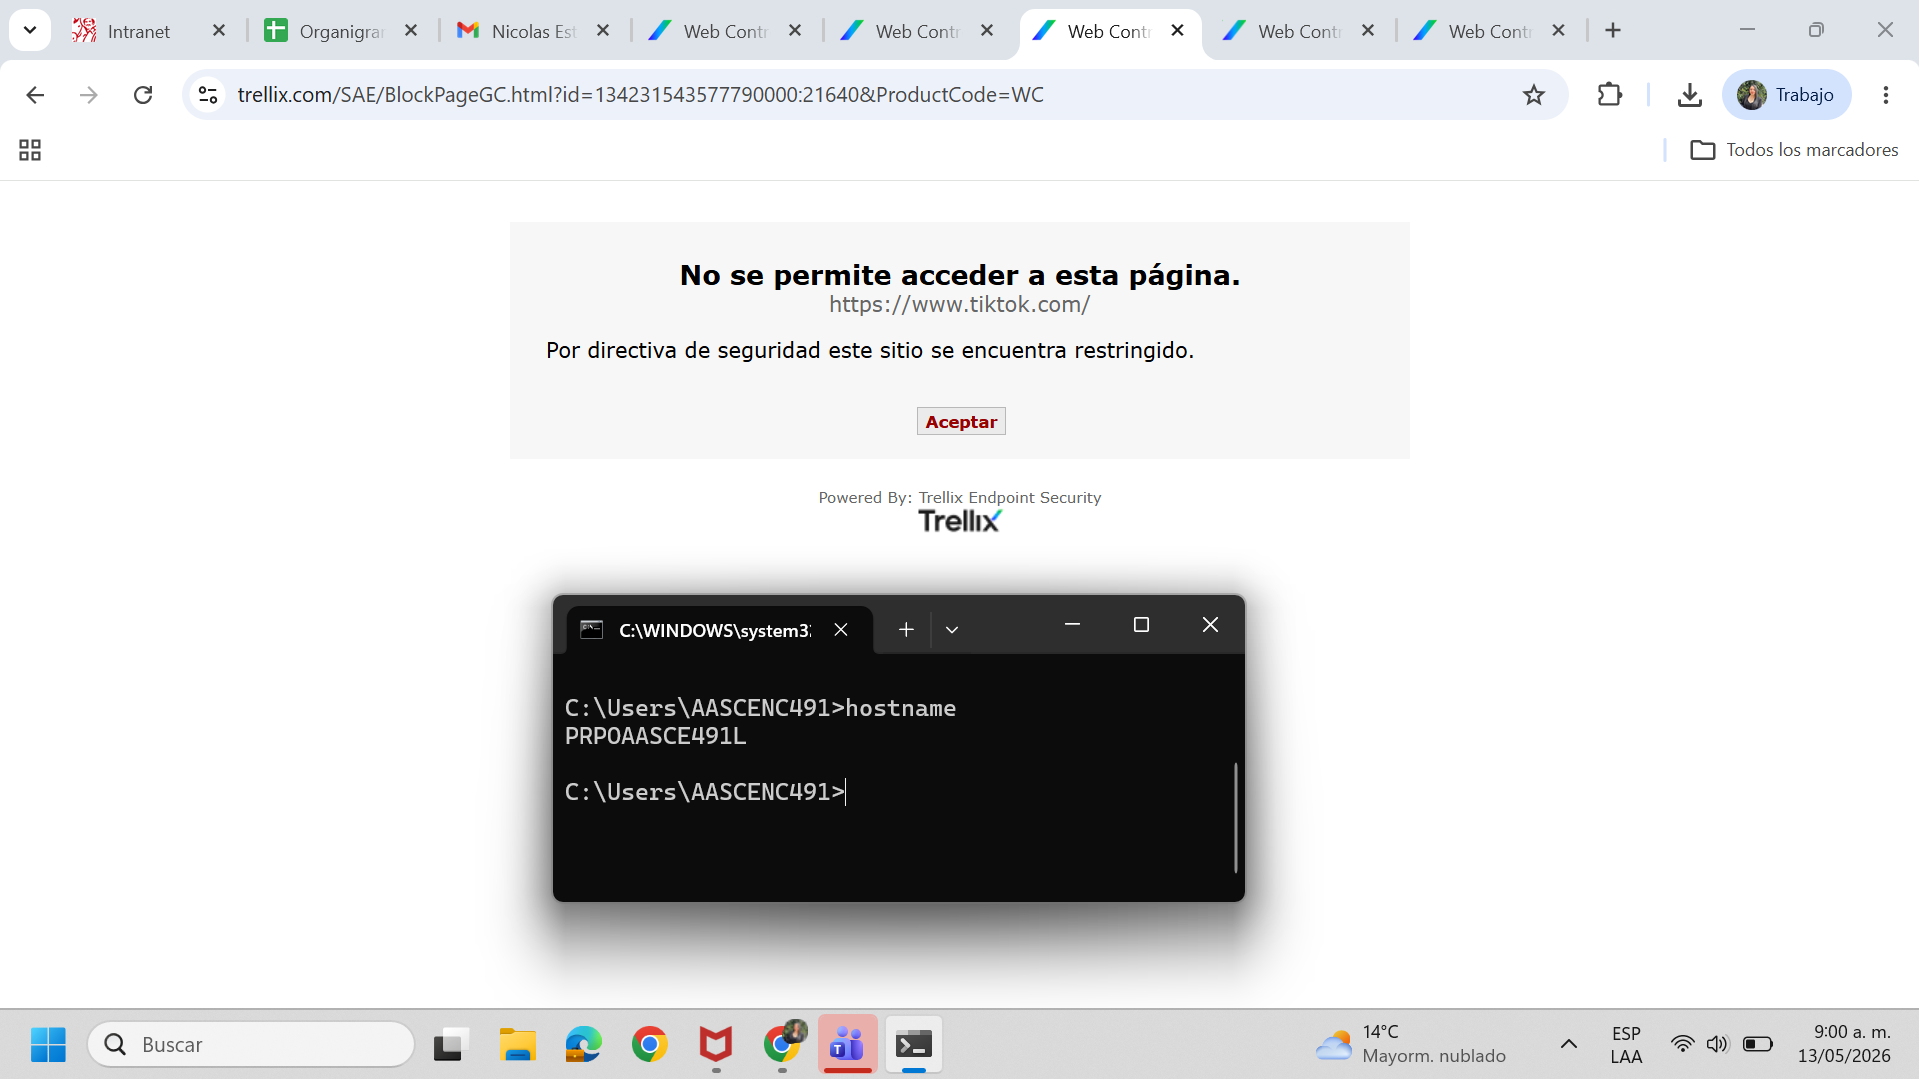 Intranet
Organigrar
Nicolas Est
Web Contr
Web Contr
Web Contr
Web Contr
Web Contr
trellix.com/SAE/BlockPageGC.html?id=134231543577790000:21640&ProductCode=WC
Trabajo
Todos los marcadores
No se permite acceder a esta página.
https://www.tiktok.com/
Por directiva de seguridad este sitio se encuentra restringido.
Aceptar
Powered By: Trellix Endpoint Security
Trellix
C:\WINDOWS\system32
C:\Users\AASCENC491>hostname
PRPOAASCE491L
C:\Users\AASCENC491>
Buscar
14°C
Mayorm. nublado
ESP
LAA
9:00 a. m.
13/05/2026